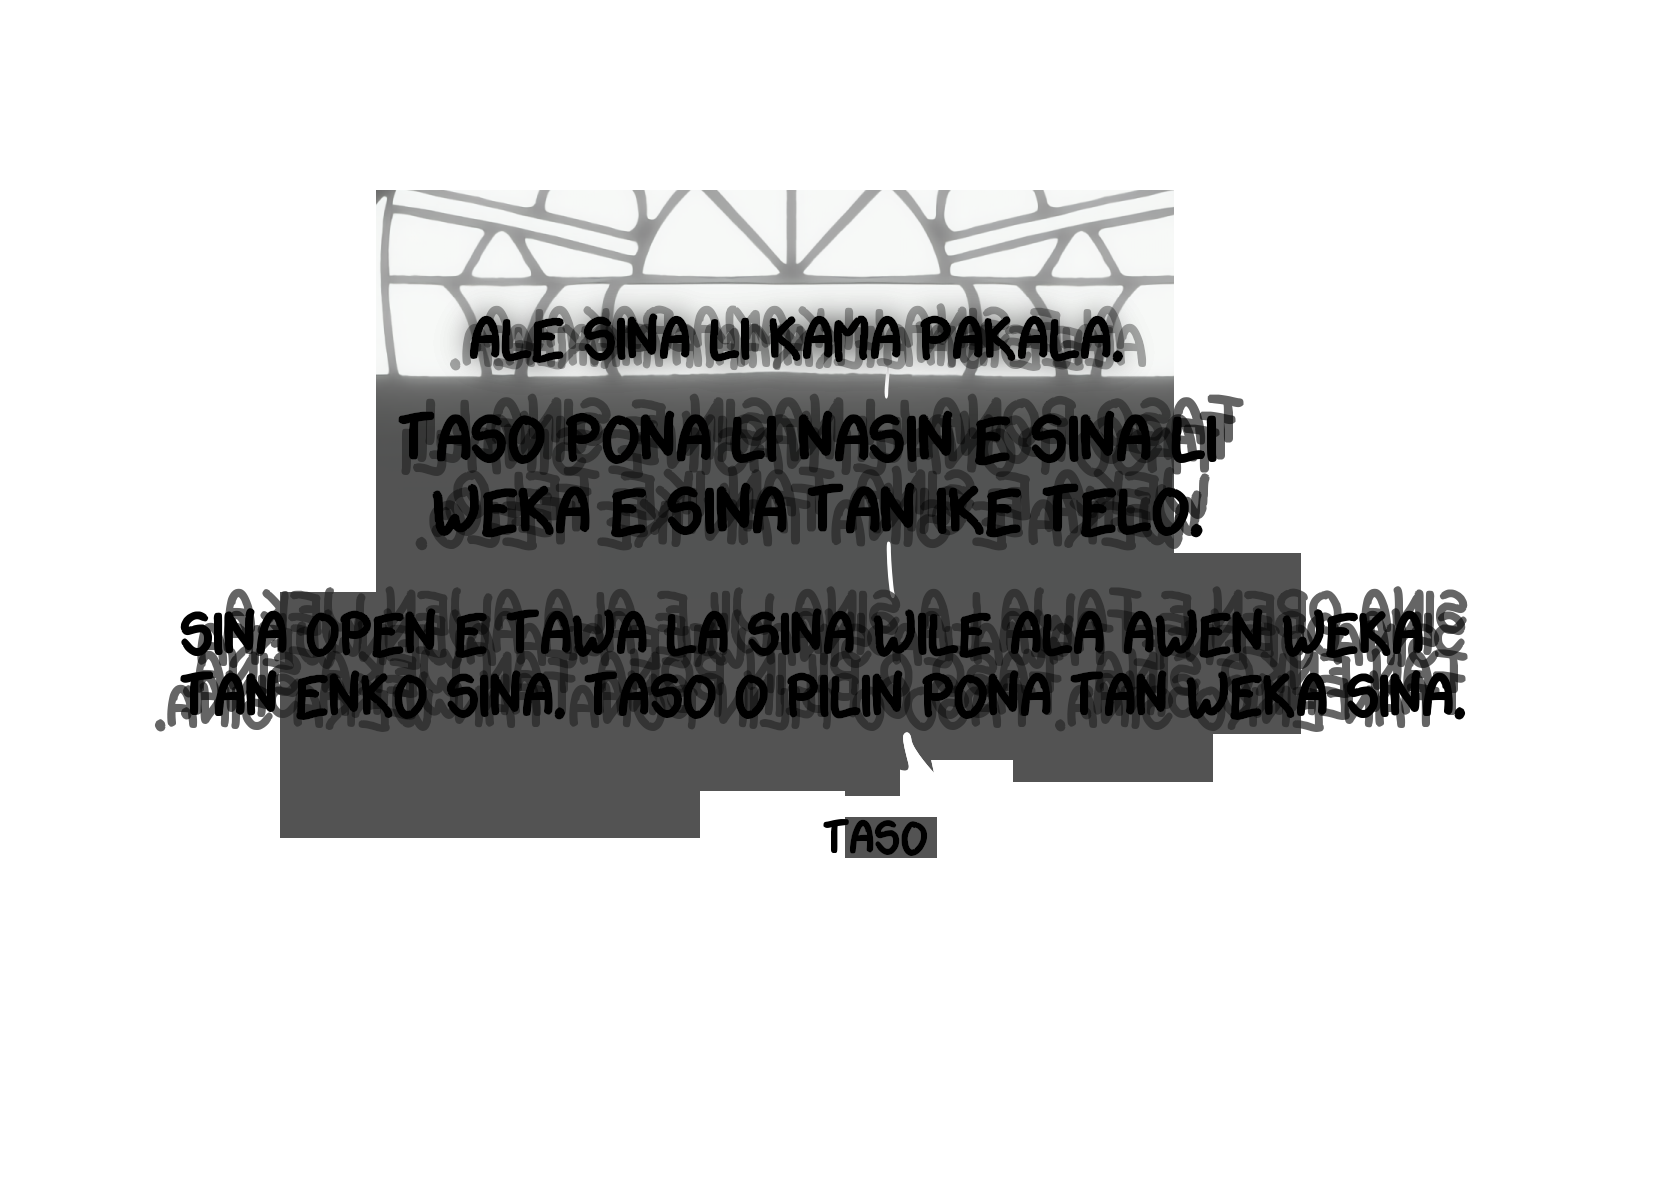 ALE SINA LI KAMA PAKALA.
TASO PONA LI NASIN E SINA LI
WEKA E SINA TAN IKE TELO.
SINA OPEN E TAWA LA SINA WILE ALA AWEN WEKA
TAN ENKO SINA. TASO O PILIN PONA TAN WEKA SINA.
TASO